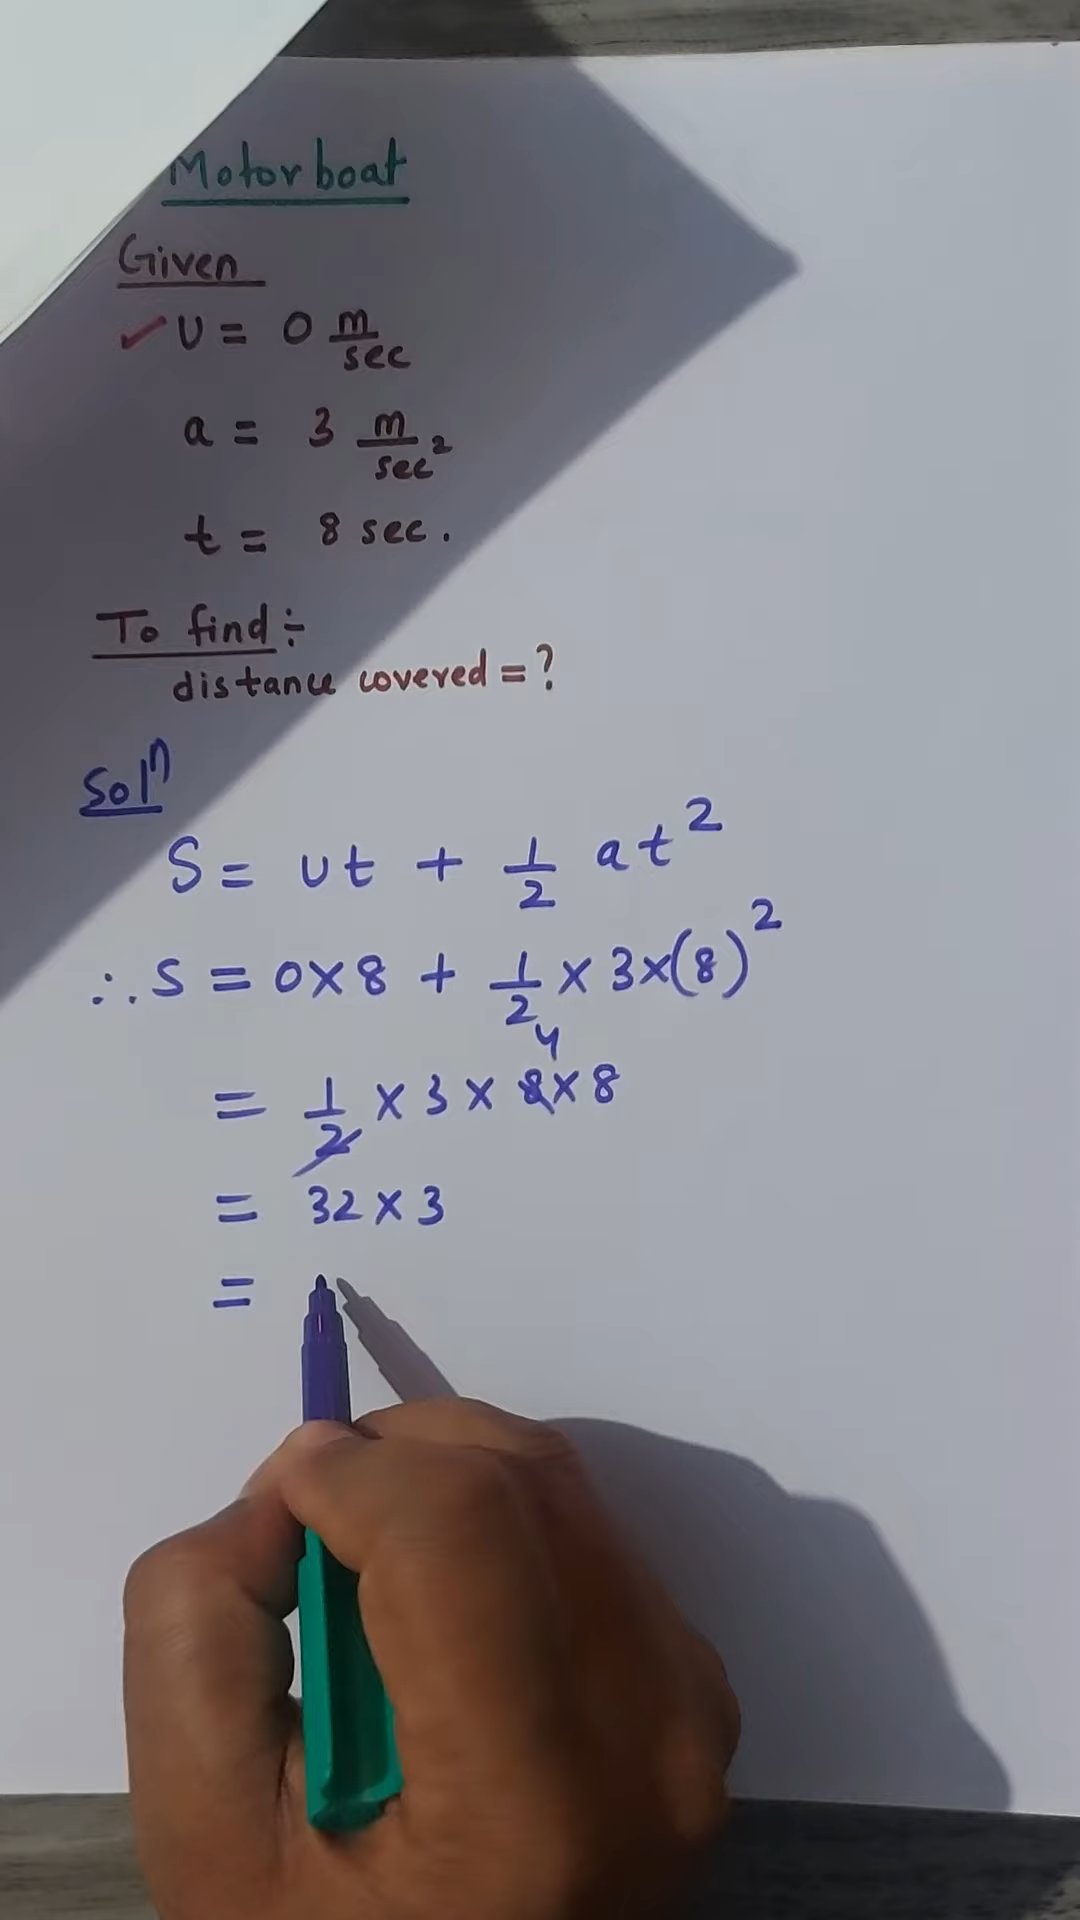 Motorboat
Given
✓ u = 0 m/sec
a = 3 m/sec²
t = 8 sec.
To find :-
distance covered = ?
Solⁿ
S = ut + 1/2 at²
∴ S = 0 × 8 + 1/2 × 3 × (8)²
4
= 1/2 × 3 × 8 × 8
= 32 × 3
=